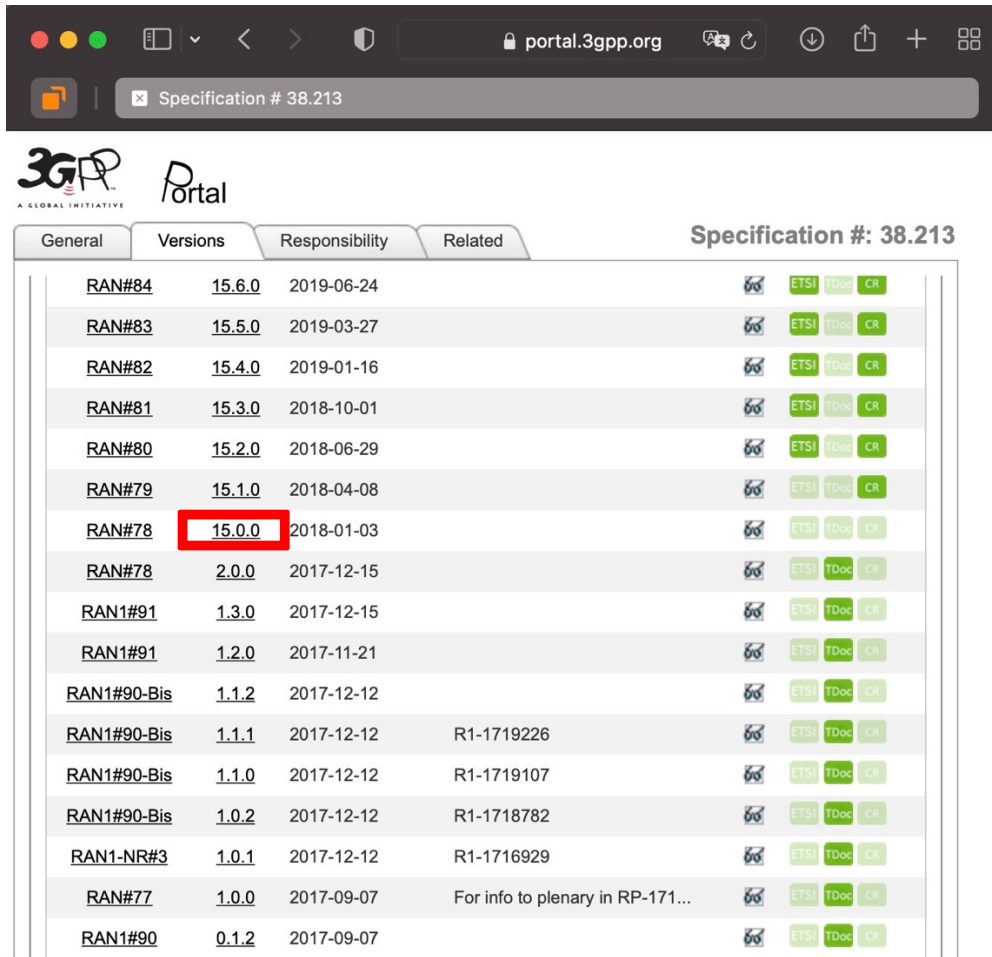 portal.3gpp.org
Specification # 38.213
3GPP™
A GLOBAL INITIATIVE
Portal
General Versions Responsibility Related Specification #: 38.213
RAN#84 15.6.0 2019-06-24 ETSI TDoc CR
RAN#83 15.5.0 2019-03-27 ETSI TDoc CR
RAN#82 15.4.0 2019-01-16 ETSI TDoc CR
RAN#81 15.3.0 2018-10-01 ETSI TDoc CR
RAN#80 15.2.0 2018-06-29 ETSI TDoc CR
RAN#79 15.1.0 2018-04-08 ETSI TDoc CR
RAN#78 15.0.0 2018-01-03 ETSI TDoc CR
RAN#78 2.0.0 2017-12-15 ETSI TDoc CR
RAN1#91 1.3.0 2017-12-15 ETSI TDoc CR
RAN1#91 1.2.0 2017-11-21 ETSI TDoc CR
RAN1#90-Bis 1.1.2 2017-12-12 ETSI TDoc CR
RAN1#90-Bis 1.1.1 2017-12-12 R1-1719226 ETSI TDoc CR
RAN1#90-Bis 1.1.0 2017-12-12 R1-1719107 ETSI TDoc CR
RAN1#90-Bis 1.0.2 2017-12-12 R1-1718782 ETSI TDoc CR
RAN1-NR#3 1.0.1 2017-12-12 R1-1716929 ETSI TDoc CR
RAN#77 1.0.0 2017-09-07 For info to plenary in RP-171... ETSI TDoc CR
RAN1#90 0.1.2 2017-09-07 ETSI TDoc CR